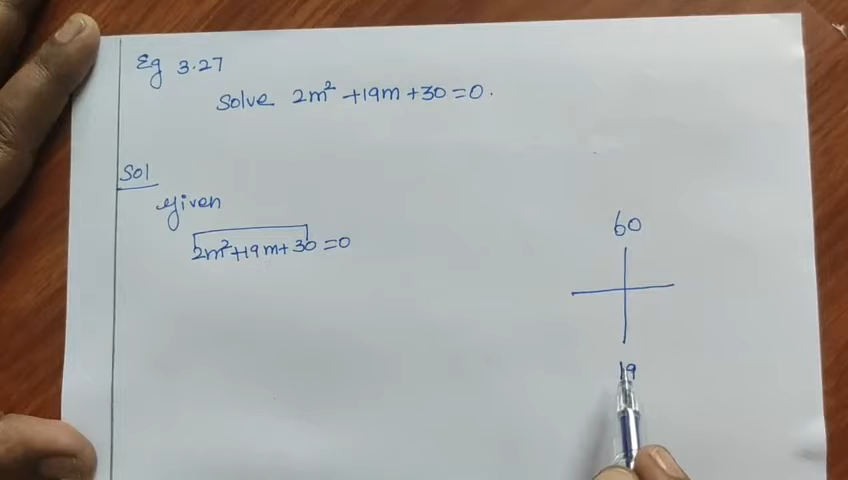 Eg 3.27
Solve 2m² +19m +30 =0.
Sol
given
2m²+19m+30 =0
60
19